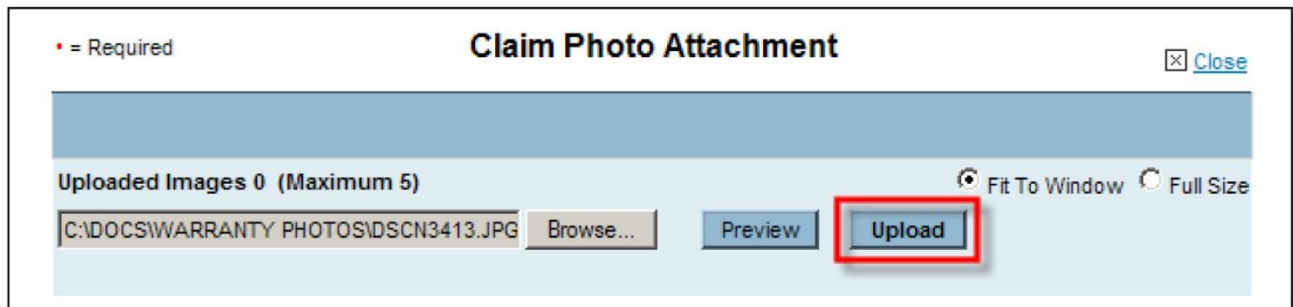 • = Required
Claim Photo Attachment
Close
Uploaded Images 0 (Maximum 5)
Fit To Window
Full Size
C:\DOCS\WARRANTY PHOTOS\DSCN3413.JPG
Browse...
Preview
Upload